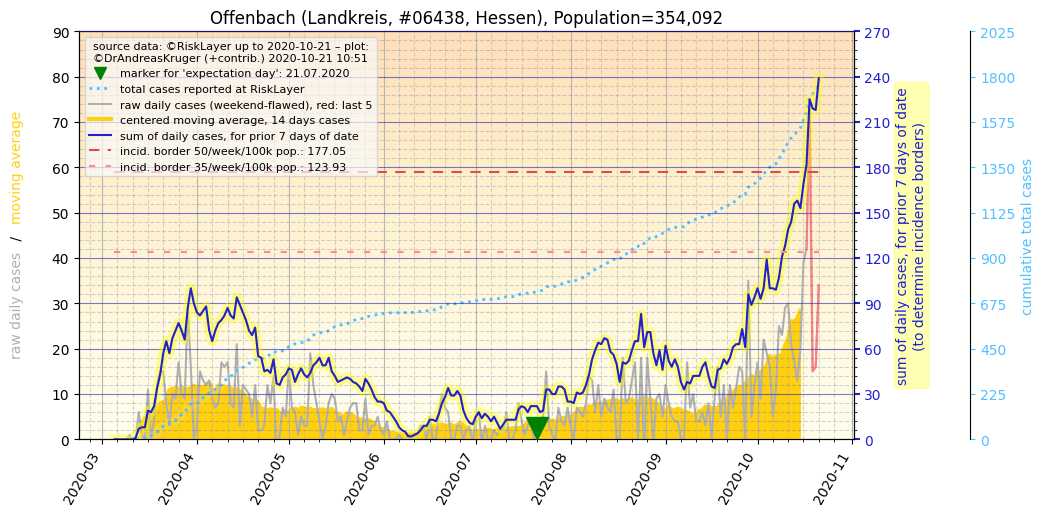 Offenbach (Landkreis, #06438, Hessen), Population=354,092
source data: ©RiskLayer up to 2020-10-21 – plot:
©DrAndreasKruger (+contrib.) 2020-10-21 10:51
marker for 'expectation day': 21.07.2020
total cases reported at RiskLayer
raw daily cases (weekend-flawed), red: last 5
centered moving average, 14 days cases
sum of daily cases, for prior 7 days of date
incid. border 50/week/100k pop.: 177.05
incid. border 35/week/100k pop.: 123.93
raw daily cases / moving average
90
80
70
60
50
40
30
20
10
0
270
240
210
180
150
120
90
60
30
0
sum of daily cases, for prior 7 days of date
(to determine incidence borders)
2025
1800
1575
1350
1125
900
675
450
225
0
cumulative total cases
2020-03
2020-04
2020-05
2020-06
2020-07
2020-08
2020-09
2020-10
2020-11